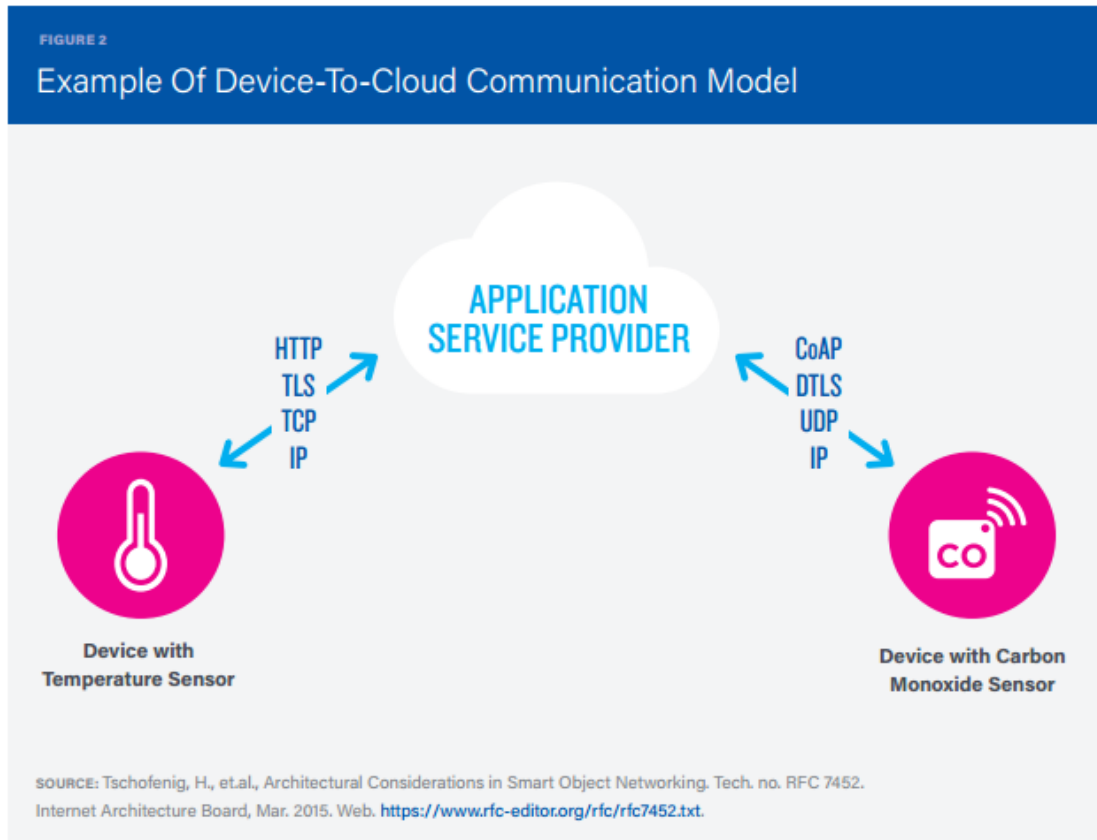 FIGURE 2
Example Of Device-To-Cloud Communication Model
APPLICATION
SERVICE PROVIDER
HTTP
TLS
TCP
IP
CoAP
DTLS
UDP
IP
CO
Device with
Temperature Sensor
Device with Carbon
Monoxide Sensor
SOURCE: Tschofenig, H., et.al., Architectural Considerations in Smart Object Networking. Tech. no. RFC 7452.
Internet Architecture Board, Mar. 2015. Web. https://www.rfc-editor.org/rfc/rfc7452.txt.